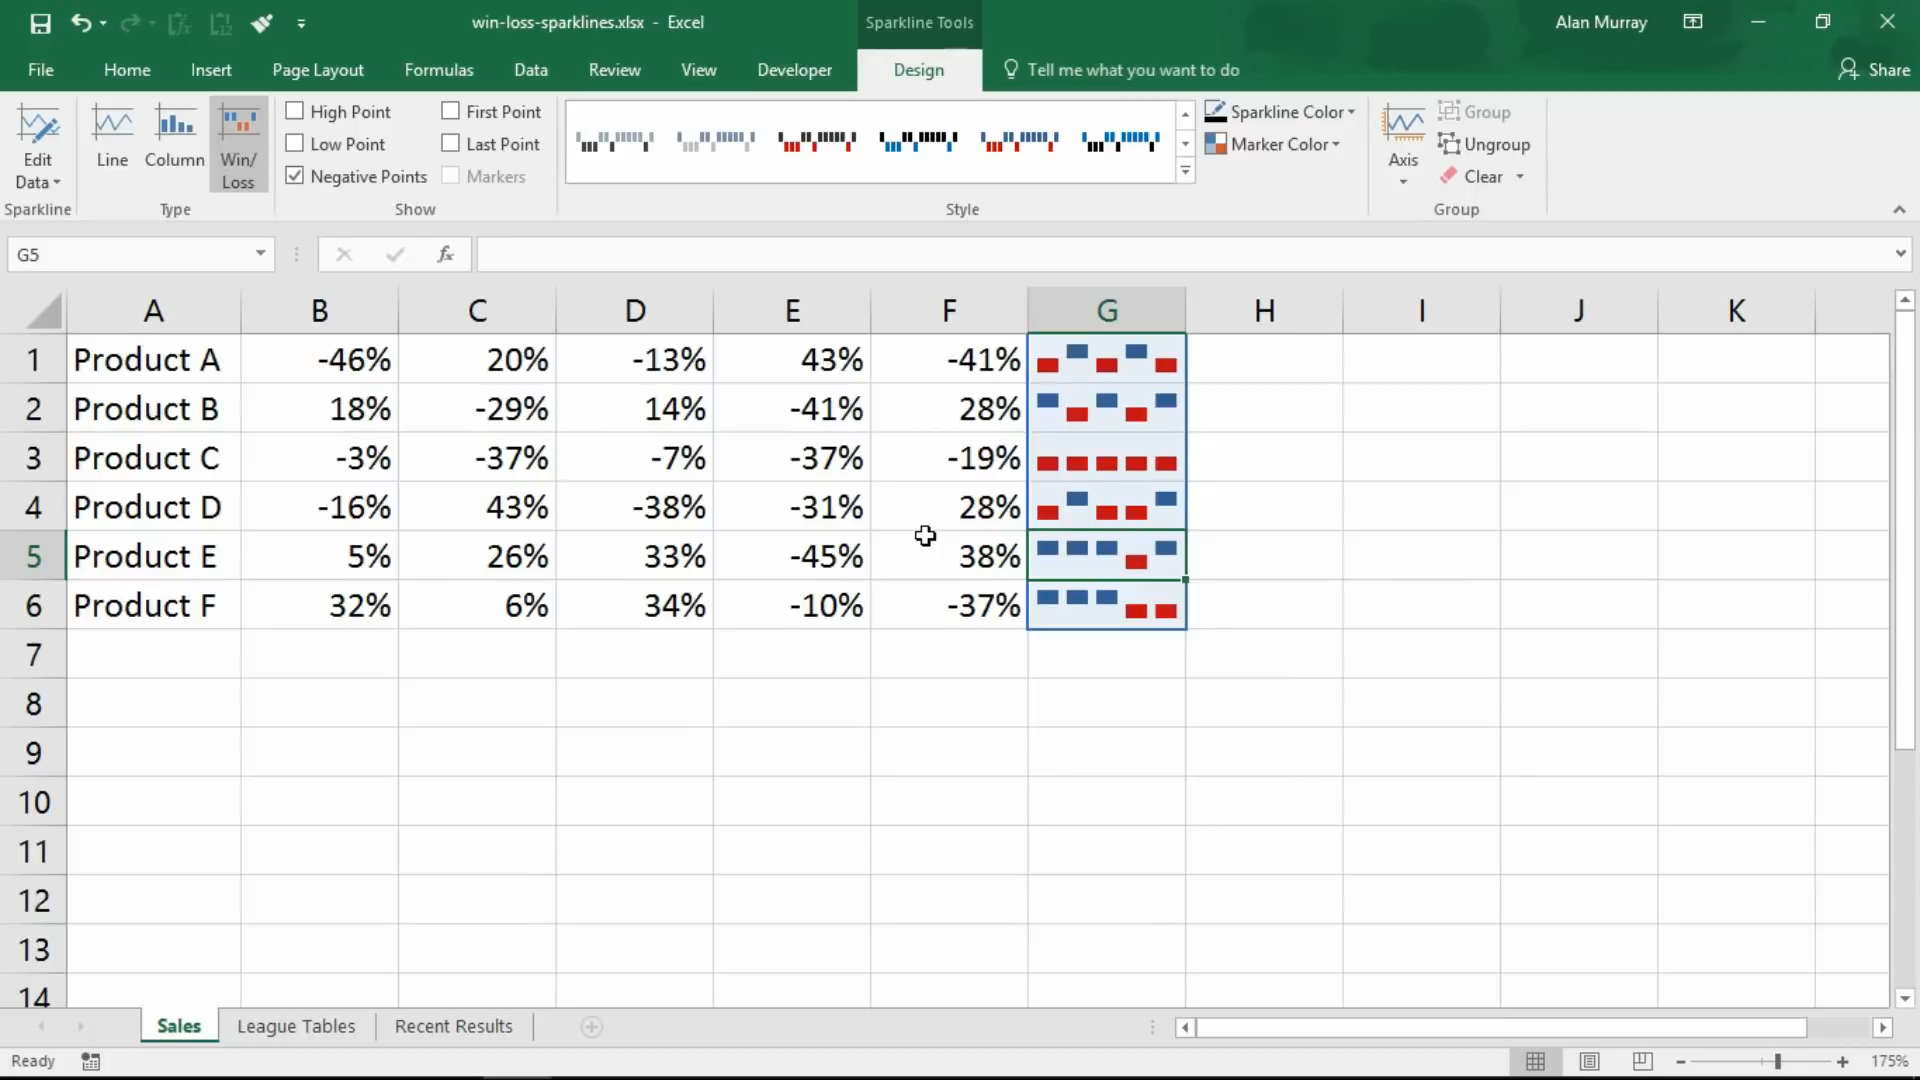 win-loss-sparklines.xlsx - Excel Sparkline Tools Alan Murray
File Home Insert Page Layout Formulas Data Review View Developer Design Tell me what you want to do Share
Edit Data
Line
Column
Win/ Loss
High Point First Point
Low Point Last Point
Negative Points Markers
Sparkline Color
Marker Color
Axis
Group
Ungroup
Clear
Sparkline Type Show Style Group
G5 fx
A B C D E F G H I J K
1 Product A -46% 20% -13% 43% -41%
2 Product B 18% -29% 14% -41% 28%
3 Product C -3% -37% -7% -37% -19%
4 Product D -16% 43% -38% -31% 28%
5 Product E 5% 26% 33% -45% 38%
6 Product F 32% 6% 34% -10% -37%
7
8
9
10
11
12
13
14
Sales League Tables Recent Results
Ready 175%